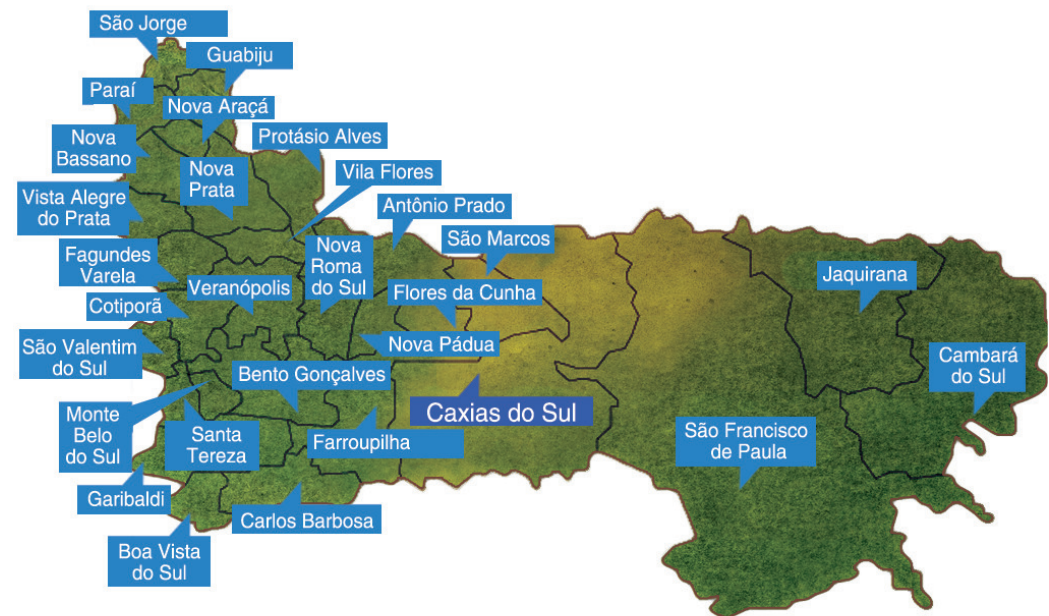 São Jorge
Guabiju
Paraí
Nova Araçá
Nova
Bassano
Protásio Alves
Nova
Prata
Vila Flores
Vista Alegre
do Prata
Antônio Prado
São Marcos
Fagundes
Varela
Nova
Roma
do Sul
Jaquirana
Veranópolis
Flores da Cunha
Cotiporã
São Valentim
do Sul
Nova Pádua
Bento Gonçalves
Cambará
do Sul
Monte
Belo
do Sul
Santa
Tereza
Caxias do Sul
Farroupilha
São Francisco
de Paula
Garibaldi
Carlos Barbosa
Boa Vista
do Sul